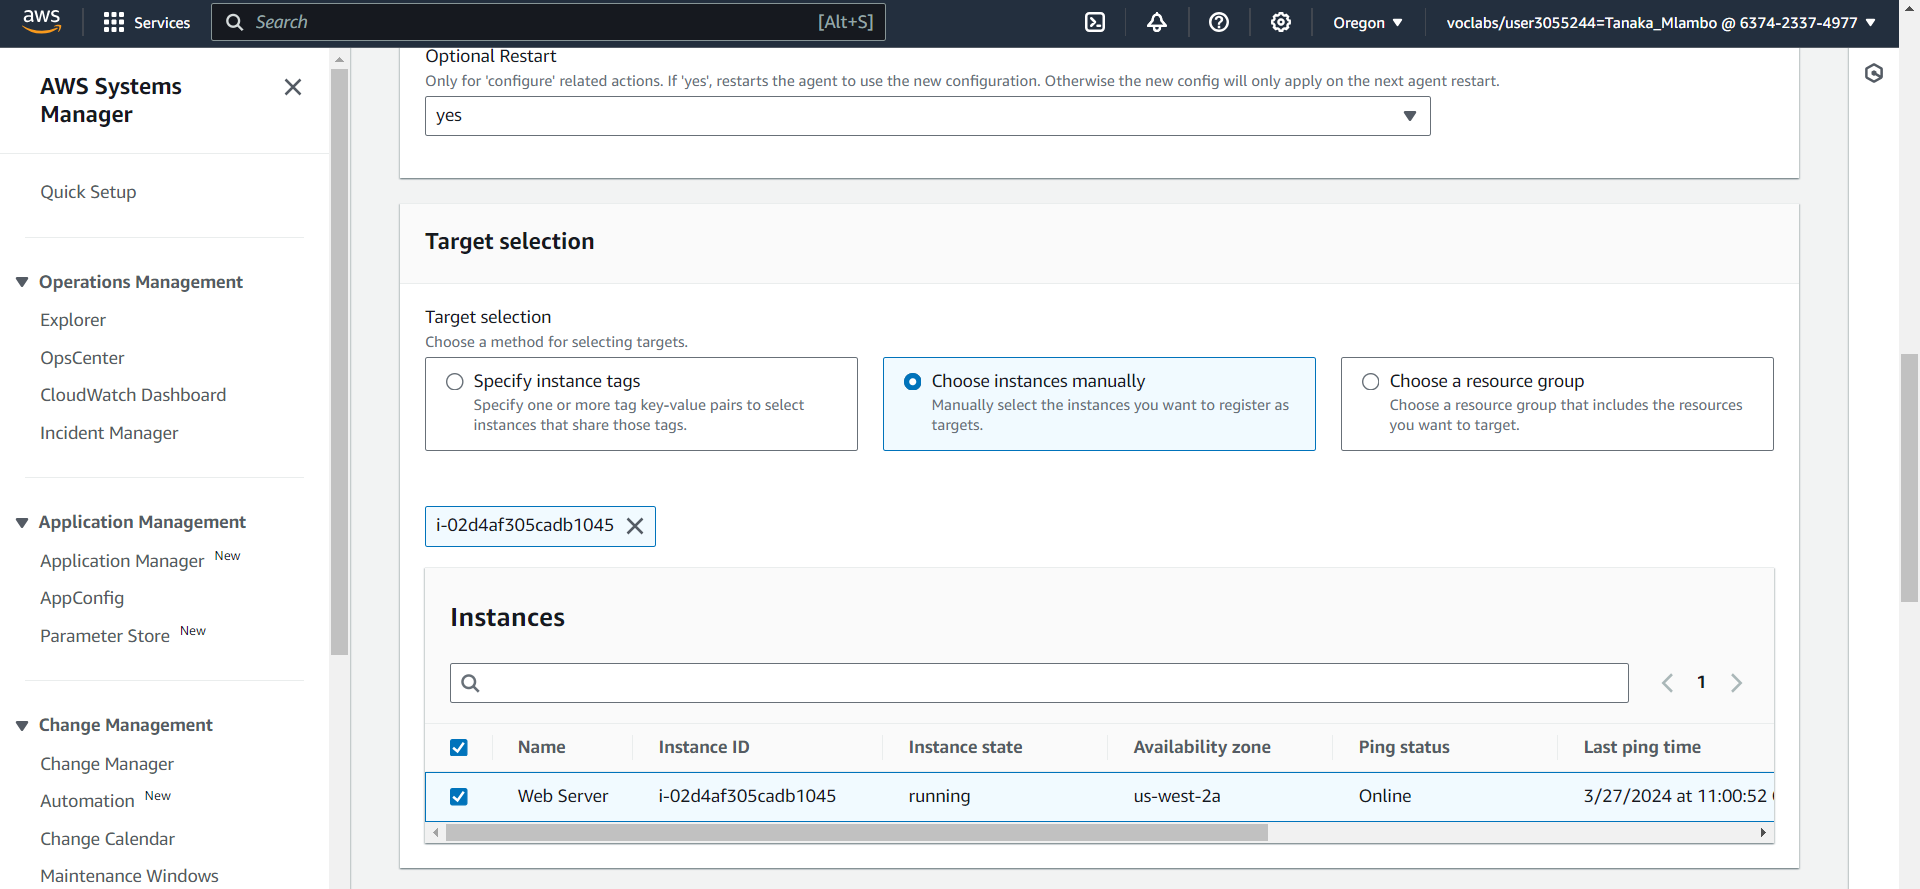 aws
Services
Search
[Alt+S]
Oregon
voclabs/user3055244=Tanaka_Mlambo @ 6374-2337-4977
AWS Systems
Manager
Quick Setup
Operations Management
Explorer
OpsCenter
CloudWatch Dashboard
Incident Manager
Application Management
Application Manager New
AppConfig
Parameter Store New
Change Management
Change Manager
Automation New
Change Calendar
Maintenance Windows
Optional Restart
Only for 'configure' related actions. If 'yes', restarts the agent to use the new configuration. Otherwise the new config will only apply on the next agent restart.
yes
Target selection
Target selection
Choose a method for selecting targets.
Specify instance tags
Specify one or more tag key-value pairs to select
instances that share those tags.
Choose instances manually
Manually select the instances you want to register as
targets.
Choose a resource group
Choose a resource group that includes the resources
you want to target.
i-02d4af305cadb1045
Instances
1
Name Instance ID Instance state Availability zone Ping status Last ping time
Web Server i-02d4af305cadb1045 running us-west-2a Online 3/27/2024 at 11:00:52